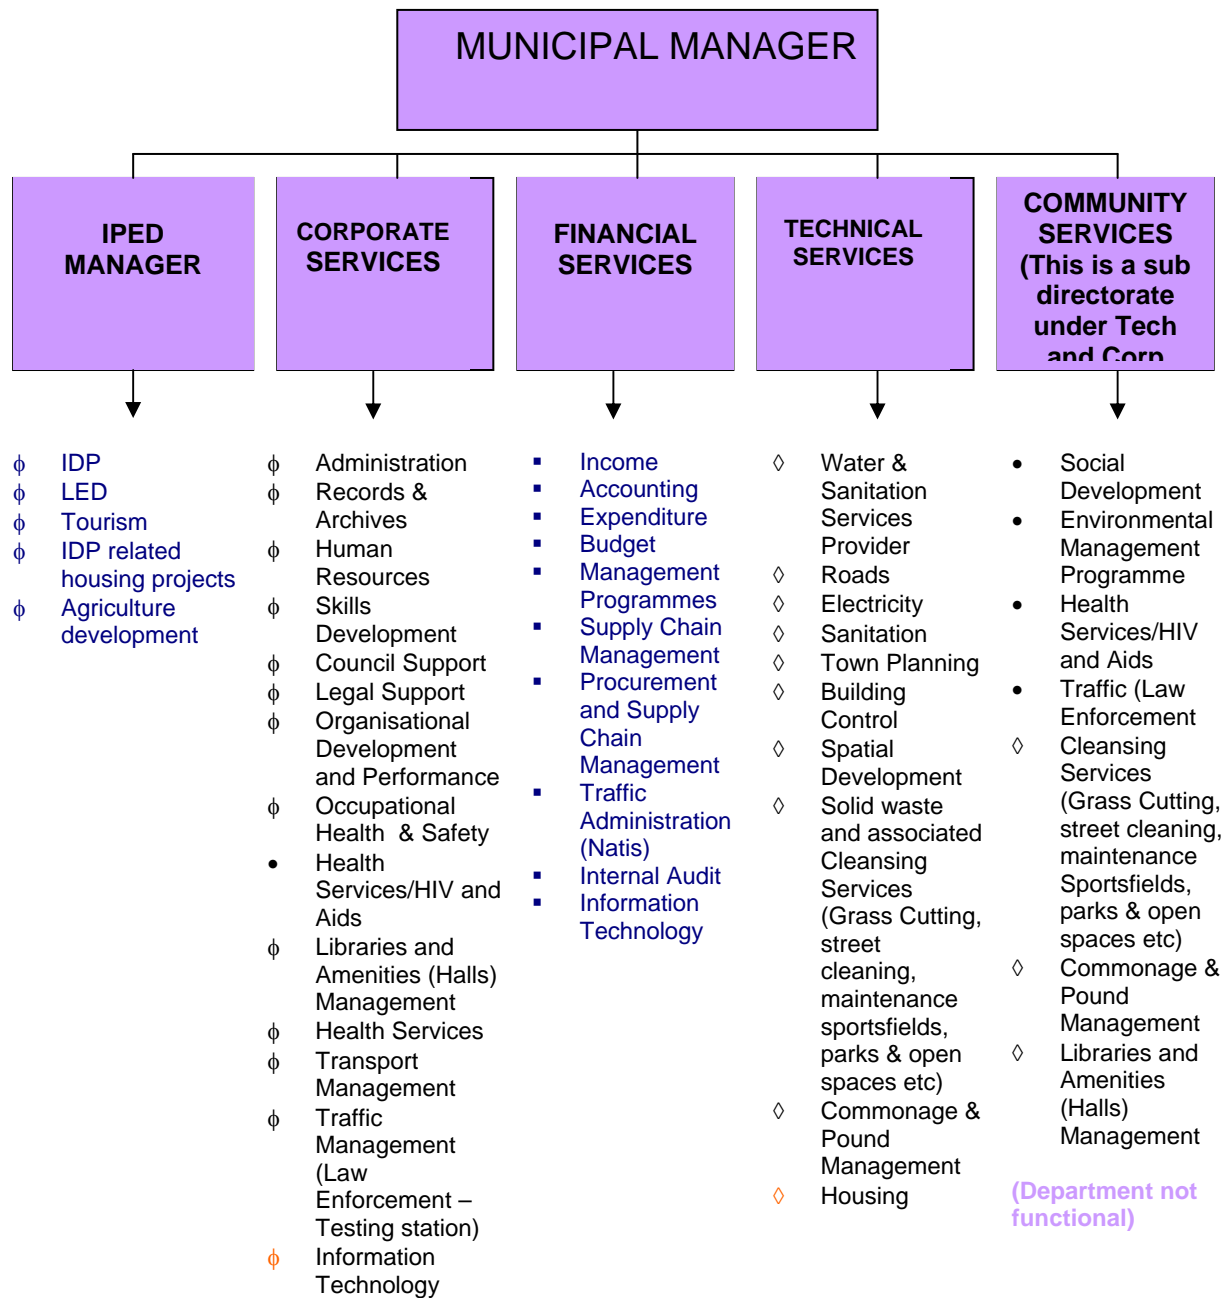 MUNICIPAL MANAGER
IPED
MANAGER
CORPORATE
SERVICES
FINANCIAL
SERVICES
TECHNICAL
SERVICES
COMMUNITY
SERVICES
(This is a sub
directorate
under Tech
and Corp
ϕ IDP
ϕ LED
ϕ Tourism
ϕ IDP related
housing projects
ϕ Agriculture
development
ϕ Administration
ϕ Records &
Archives
ϕ Human
Resources
ϕ Skills
Development
ϕ Council Support
ϕ Legal Support
ϕ Organisational
Development
and Performance
ϕ Occupational
Health & Safety
• Health
Services/HIV and
Aids
ϕ Libraries and
Amenities (Halls)
Management
ϕ Health Services
ϕ Transport
Management
ϕ Traffic
Management
(Law
Enforcement –
Testing station)
ϕ Information
Technology
▪ Income
▪ Accounting
▪ Expenditure
▪ Budget
▪ Management
Programmes
▪ Supply Chain
Management
▪ Procurement
and Supply
Chain
Management
▪ Traffic
Administration
(Natis)
▪ Internal Audit
▪ Information
Technology
◊ Water &
Sanitation
Services
Provider
◊ Roads
◊ Electricity
◊ Sanitation
◊ Town Planning
◊ Building
Control
◊ Spatial
Development
◊ Solid waste
and associated
Cleansing
Services
(Grass Cutting,
street
cleaning,
maintenance
sportsfields,
parks & open
spaces etc)
◊ Commonage &
Pound
Management
◊ Housing
• Social
Development
• Environmental
Management
Programme
• Health
Services/HIV
and Aids
• Traffic (Law
Enforcement
◊ Cleansing
Services
(Grass Cutting,
street cleaning,
maintenance
Sportsfields,
parks & open
spaces etc)
◊ Commonage &
Pound
Management
◊ Libraries and
Amenities
(Halls)
Management
(Department not
functional)